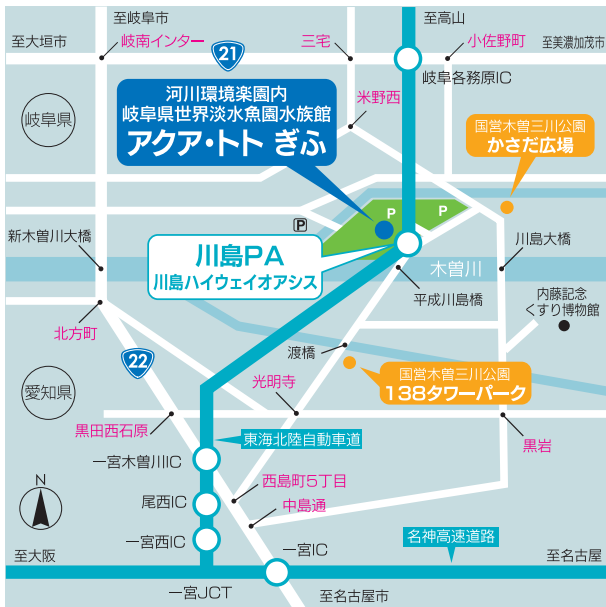 至岐阜市
至高山
至大垣市
岐南インター
21
三宅
小佐野町
至美濃加茂市
岐阜各務原IC
岐阜県
河川環境楽園内
岐阜県世界淡水魚園水族館
アクア・トト ぎふ
米野西
国営木曽三川公園
かさだ広場
P
P
P
新木曽川大橋
川島PA
川島ハイウェイオアシス
木曽川
川島大橋
平成川島橋
内藤記念
くすり博物館
北方町
22
渡橋
愛知県
光明寺
国営木曽三川公園
138タワーパーク
黒田西石原
東海北陸自動車道
黒岩
一宮木曽川IC
N
西島町5丁目
尾西IC
中島通
一宮西IC
一宮IC
名神高速道路
至大阪
至名古屋
一宮JCT
至名古屋市